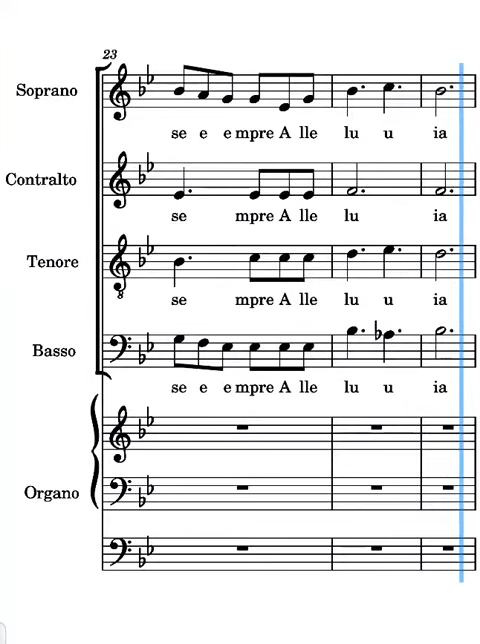 23
Soprano
se e e mpre A lle lu u ia
Contralto
se mpre A lle lu ia
Tenore
8
se mpre A lle lu u ia
Basso
se e e mpre A lle lu u ia
Organo